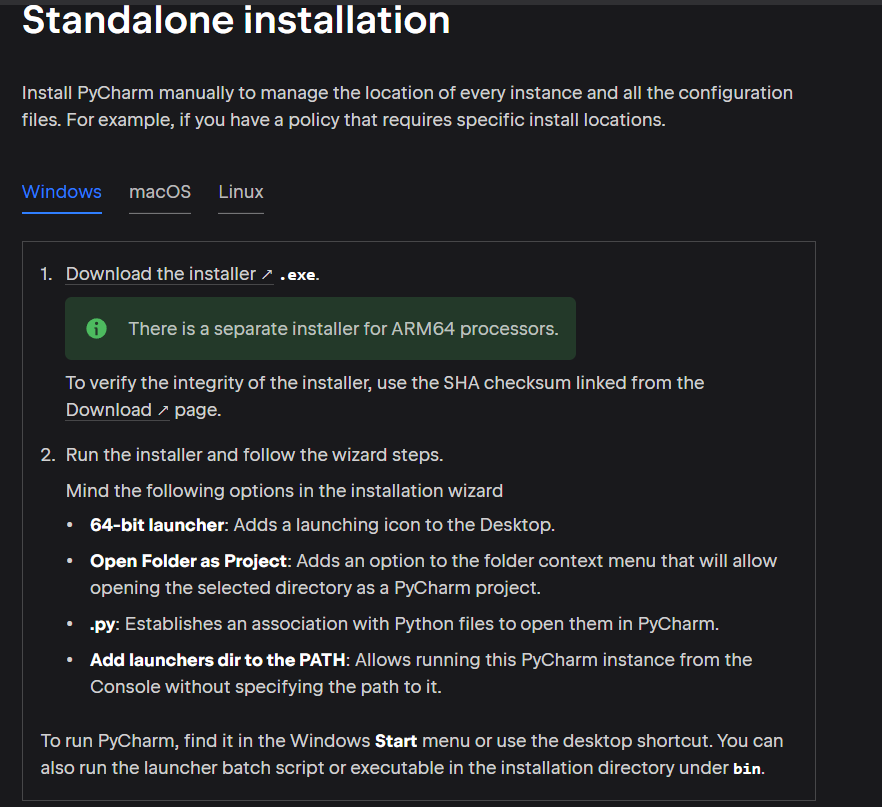 Standalone installation
Install PyCharm manually to manage the location of every instance and all the configuration
files. For example, if you have a policy that requires specific install locations.
Windows macOS Linux
1. Download the installer ↗ .exe.
There is a separate installer for ARM64 processors.
To verify the integrity of the installer, use the SHA checksum linked from the
Download ↗ page.
2. Run the installer and follow the wizard steps.
Mind the following options in the installation wizard
• 64-bit launcher: Adds a launching icon to the Desktop.
• Open Folder as Project: Adds an option to the folder context menu that will allow
opening the selected directory as a PyCharm project.
• .py: Establishes an association with Python files to open them in PyCharm.
• Add launchers dir to the PATH: Allows running this PyCharm instance from the
Console without specifying the path to it.
To run PyCharm, find it in the Windows Start menu or use the desktop shortcut. You can
also run the launcher batch script or executable in the installation directory under bin.